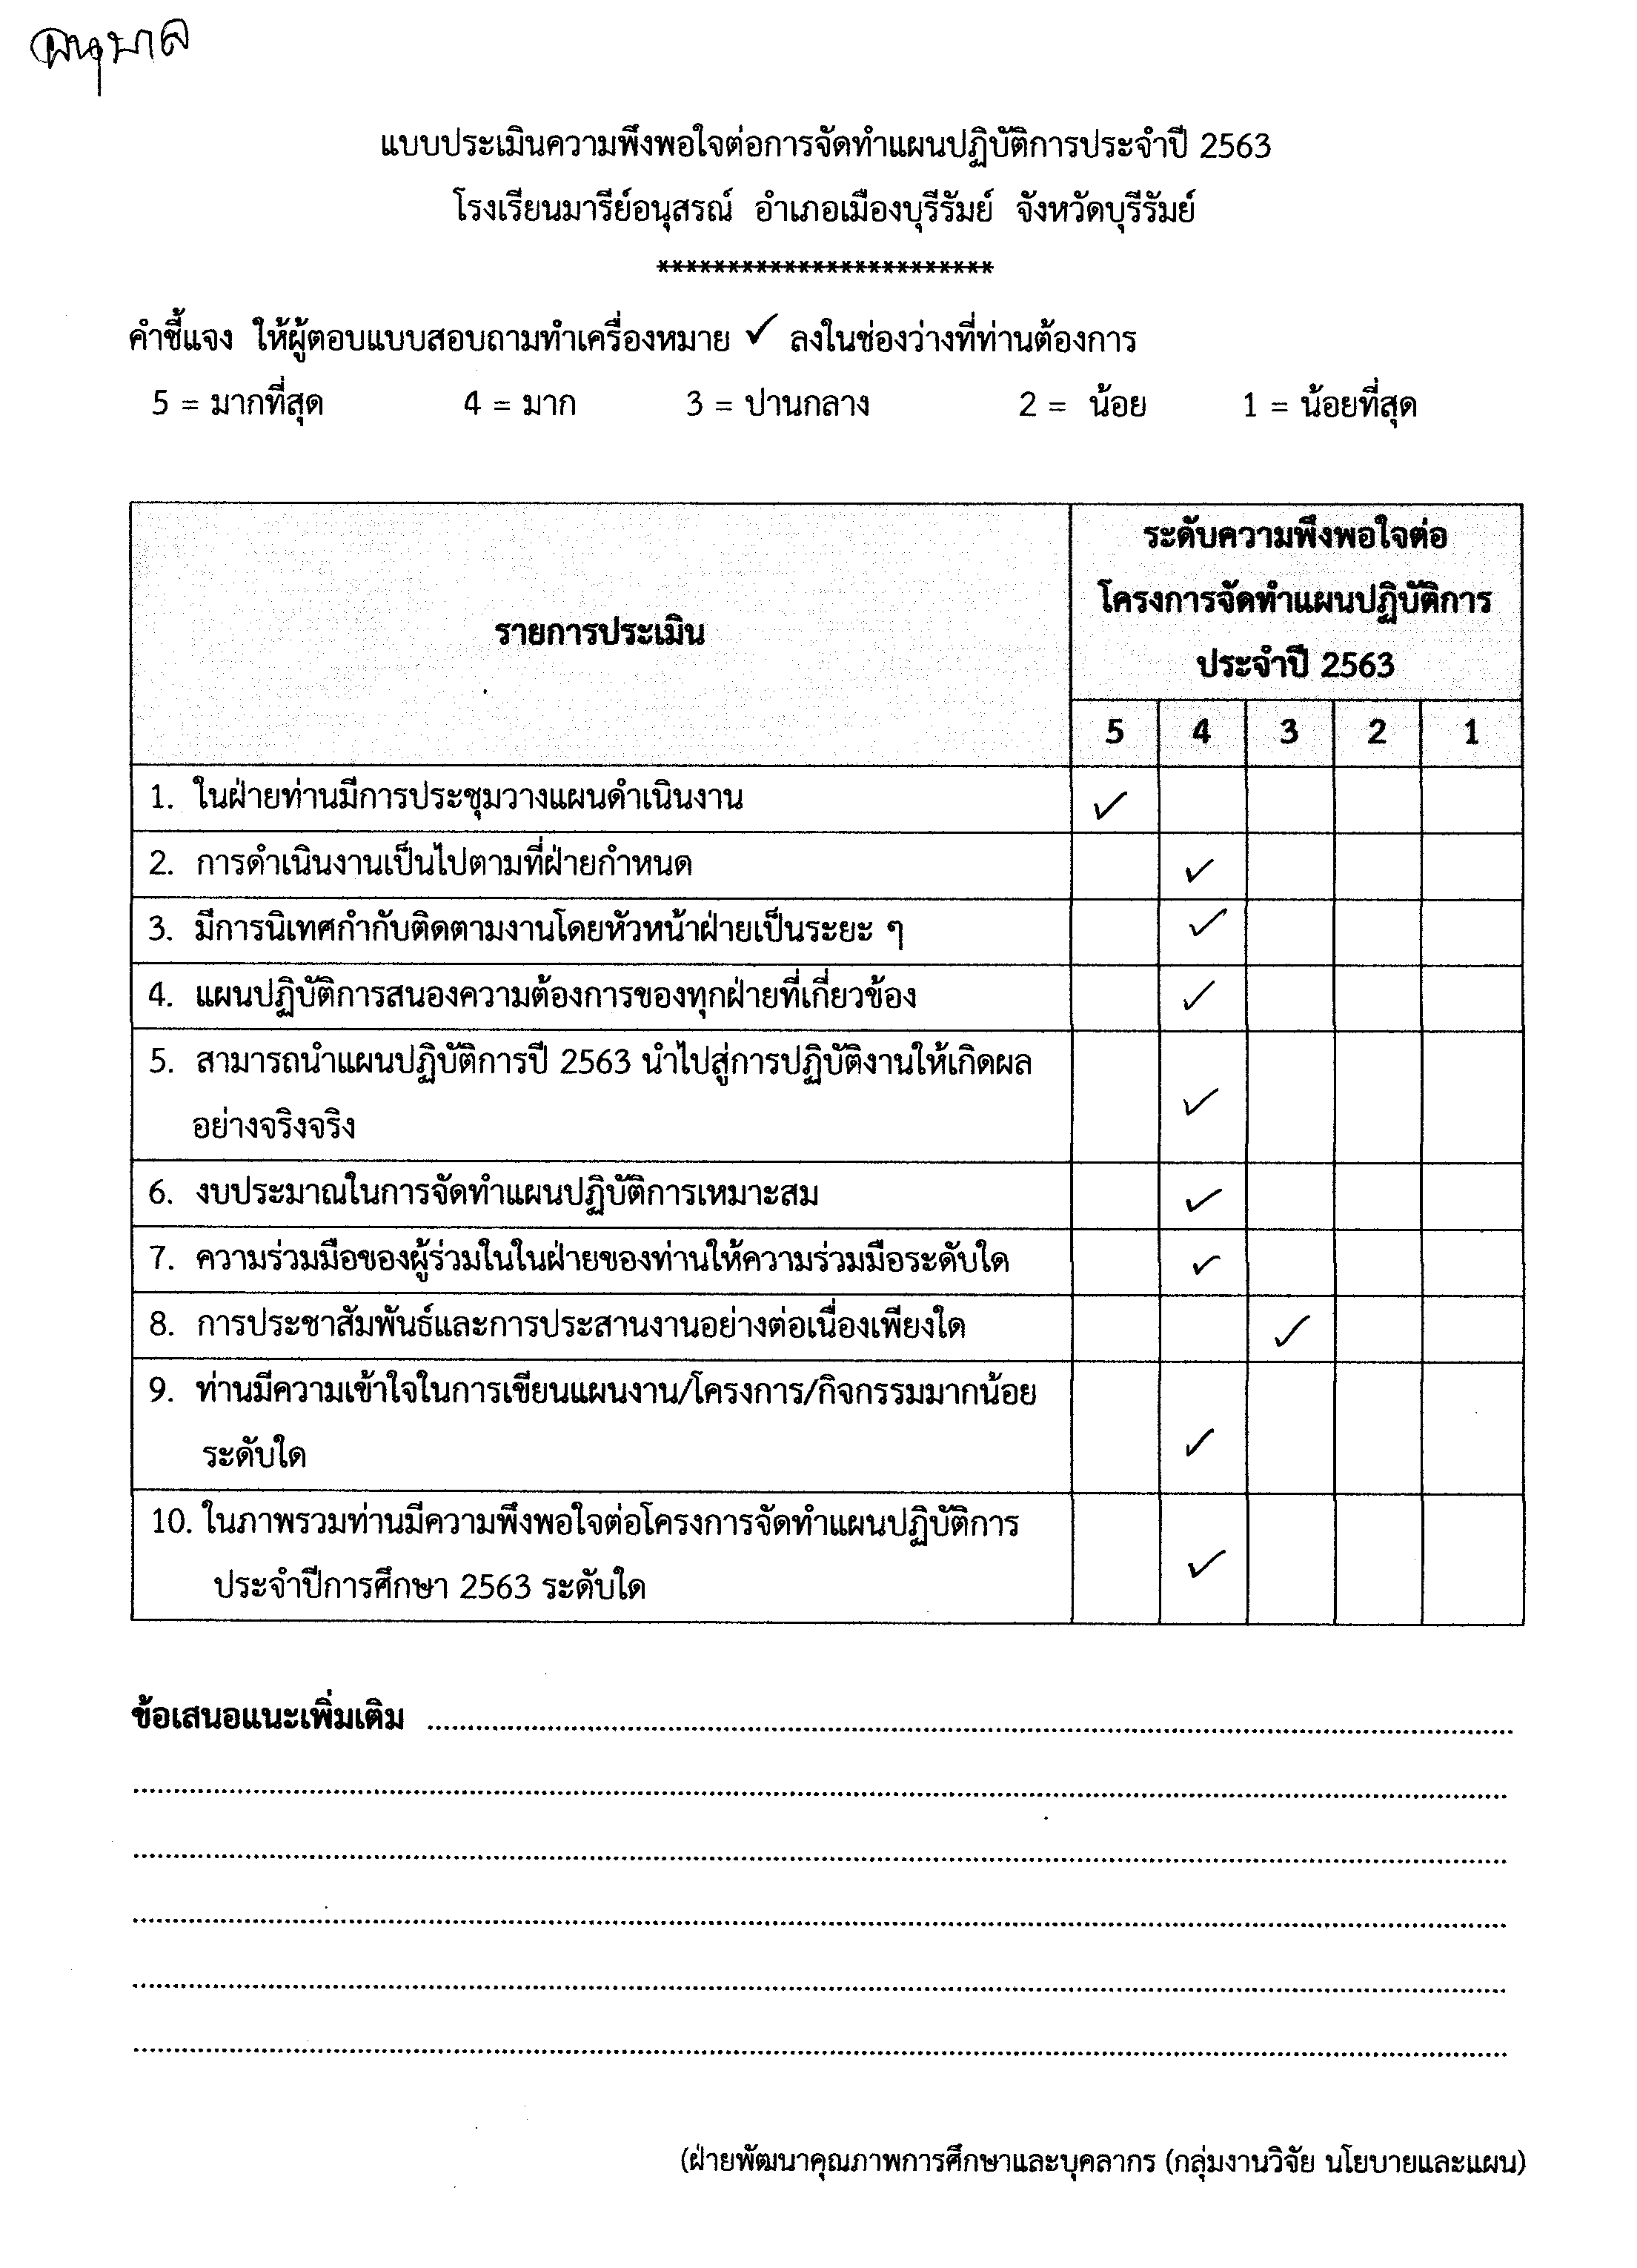 อนุบาล
แบบประเมินความพึงพอใจต่อการจัดทำแผนปฏิบัติการประจำปี 2563
โรงเรียนมารีย์อนุสรณ์ อำเภอเมืองบุรีรัมย์ จังหวัดบุรีรัมย์
************************
คำชี้แจง ให้ผู้ตอบแบบสอบถามทำเครื่องหมาย ✓ ลงในช่องว่างที่ท่านต้องการ
5 = มากที่สุด 4 = มาก 3 = ปานกลาง 2 = น้อย 1 = น้อยที่สุด
รายการประเมิน
ระดับความพึงพอใจต่อ
โครงการจัดทำแผนปฏิบัติการ
ประจำปี 2563
5 4 3 2 1
1. ในฝ่ายท่านมีการประชุมวางแผนดำเนินงาน ✓
2. การดำเนินงานเป็นไปตามที่ฝ่ายกำหนด ✓
3. มีการนิเทศกำกับติดตามงานโดยหัวหน้าฝ่ายเป็นระยะ ๆ ✓
4. แผนปฏิบัติการสนองความต้องการของทุกฝ่ายที่เกี่ยวข้อง ✓
5. สามารถนำแผนปฏิบัติการปี 2563 นำไปสู่การปฏิบัติงานให้เกิดผล
อย่างจริงจริง ✓
6. งบประมาณในการจัดทำแผนปฏิบัติการเหมาะสม ✓
7. ความร่วมมือของผู้ร่วมในในฝ่ายของท่านให้ความร่วมมือระดับใด ✓
8. การประชาสัมพันธ์และการประสานงานอย่างต่อเนื่องเพียงใด ✓
9. ท่านมีความเข้าใจในการเขียนแผนงาน/โครงการ/กิจกรรมมากน้อย
ระดับใด ✓
10. ในภาพรวมท่านมีความพึงพอใจต่อโครงการจัดทำแผนปฏิบัติการ
ประจำปีการศึกษา 2563 ระดับใด ✓
ข้อเสนอแนะเพิ่มเติม
(ฝ่ายพัฒนาคุณภาพการศึกษาและบุคลากร (กลุ่มงานวิจัย นโยบายและแผน)